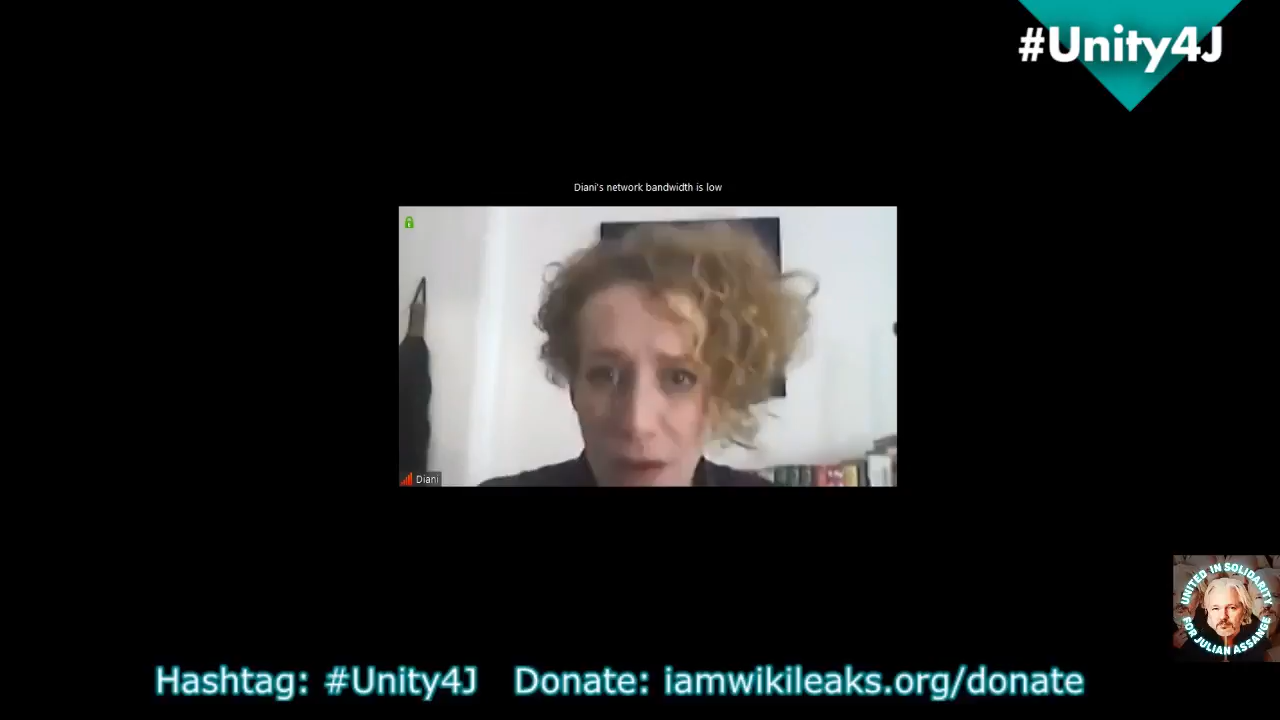 #Unity4J
Diani's network bandwidth is low
Diani
UNITED IN SOLIDARITY
FOR JULIAN ASSANGE
Hashtag: #Unity4J Donate: iamwikileaks.org/donate